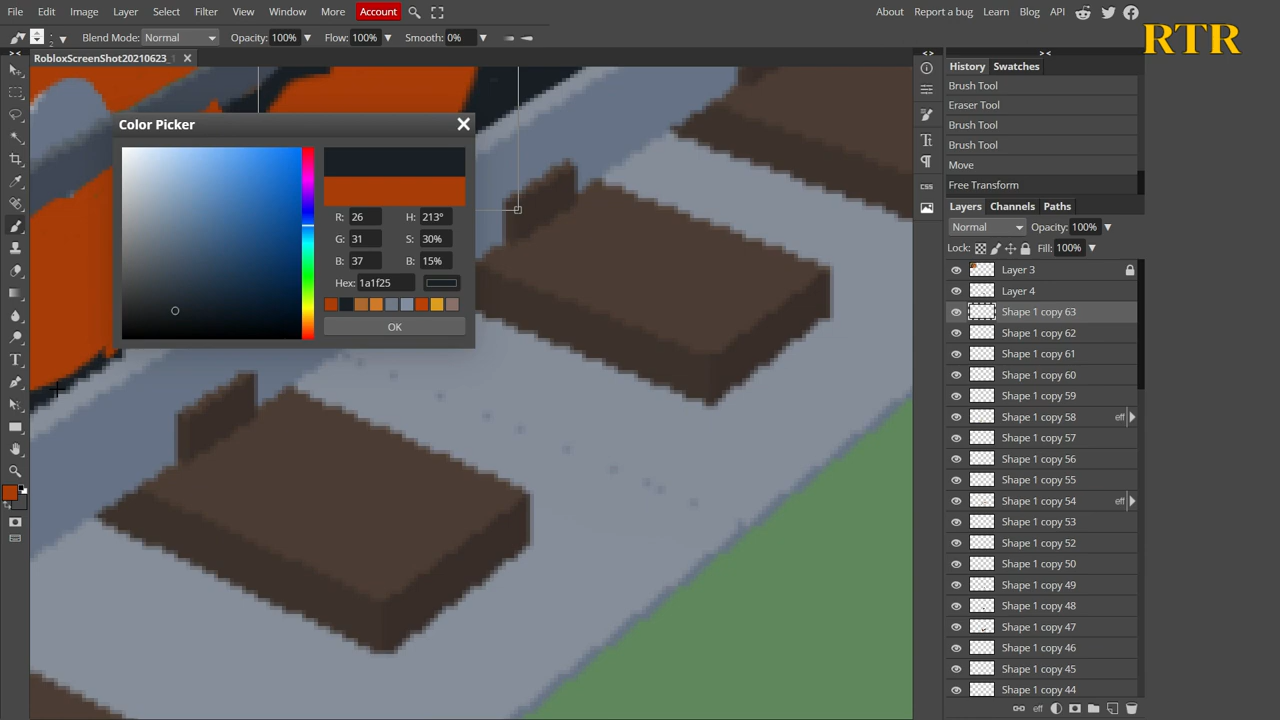 File Edit Image Layer Select Filter View Window More Account
About Report a bug Learn Blog API
RTR
2 Blend Mode: Normal Opacity: 100% Flow: 100% Smooth: 0%
RobloxScreenShot20210623_
History Swatches
Brush Tool
Eraser Tool
Brush Tool
Brush Tool
Move
Free Transform
Color Picker
R: 26 H: 213°
G: 31 S: 30%
B: 37 B: 15%
Hex: 1a1f25
OK
Layers Channels Paths
Normal Opacity: 100%
Lock: Fill: 100%
Layer 3
Layer 4
Shape 1 copy 63
Shape 1 copy 62
Shape 1 copy 61
Shape 1 copy 60
Shape 1 copy 59
Shape 1 copy 58 eff
Shape 1 copy 57
Shape 1 copy 56
Shape 1 copy 55
Shape 1 copy 54 eff
Shape 1 copy 53
Shape 1 copy 52
Shape 1 copy 50
Shape 1 copy 49
Shape 1 copy 48
Shape 1 copy 47
Shape 1 copy 46
Shape 1 copy 45
Shape 1 copy 44
eff
CSS